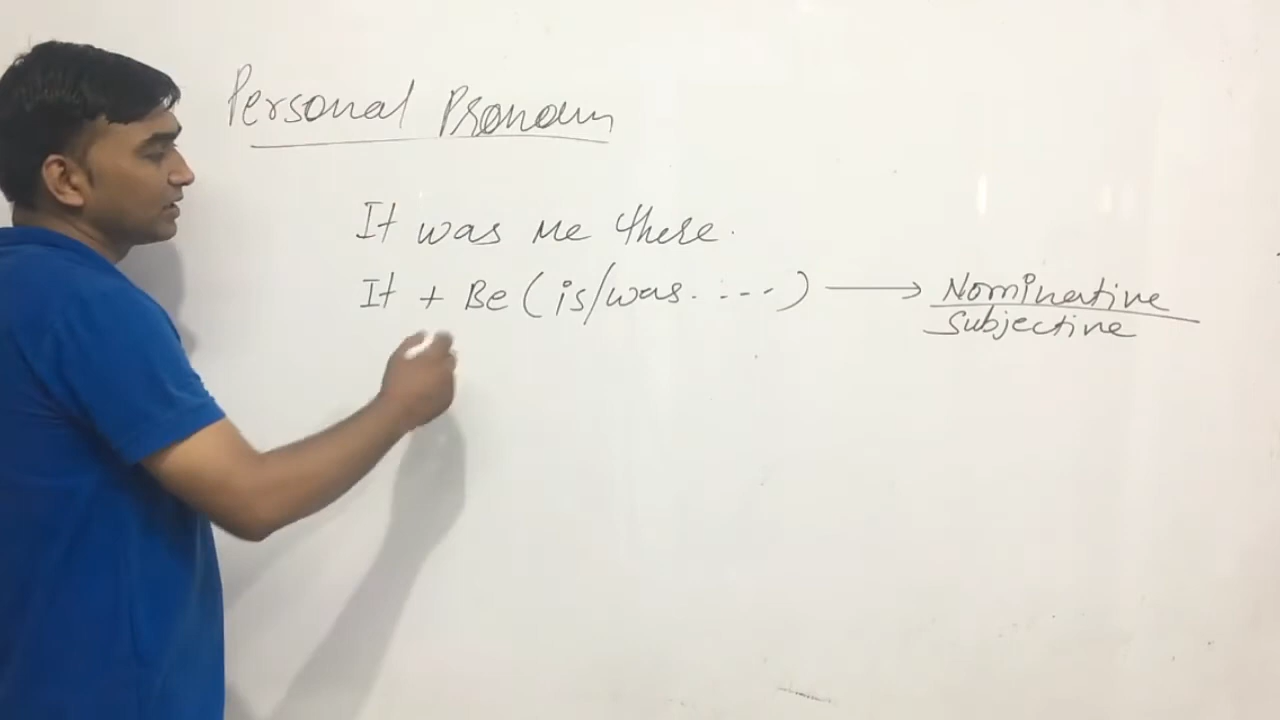 Personal Pronoun
It was me there.
It + Be (is/was. ....) → Nominative
Subjective